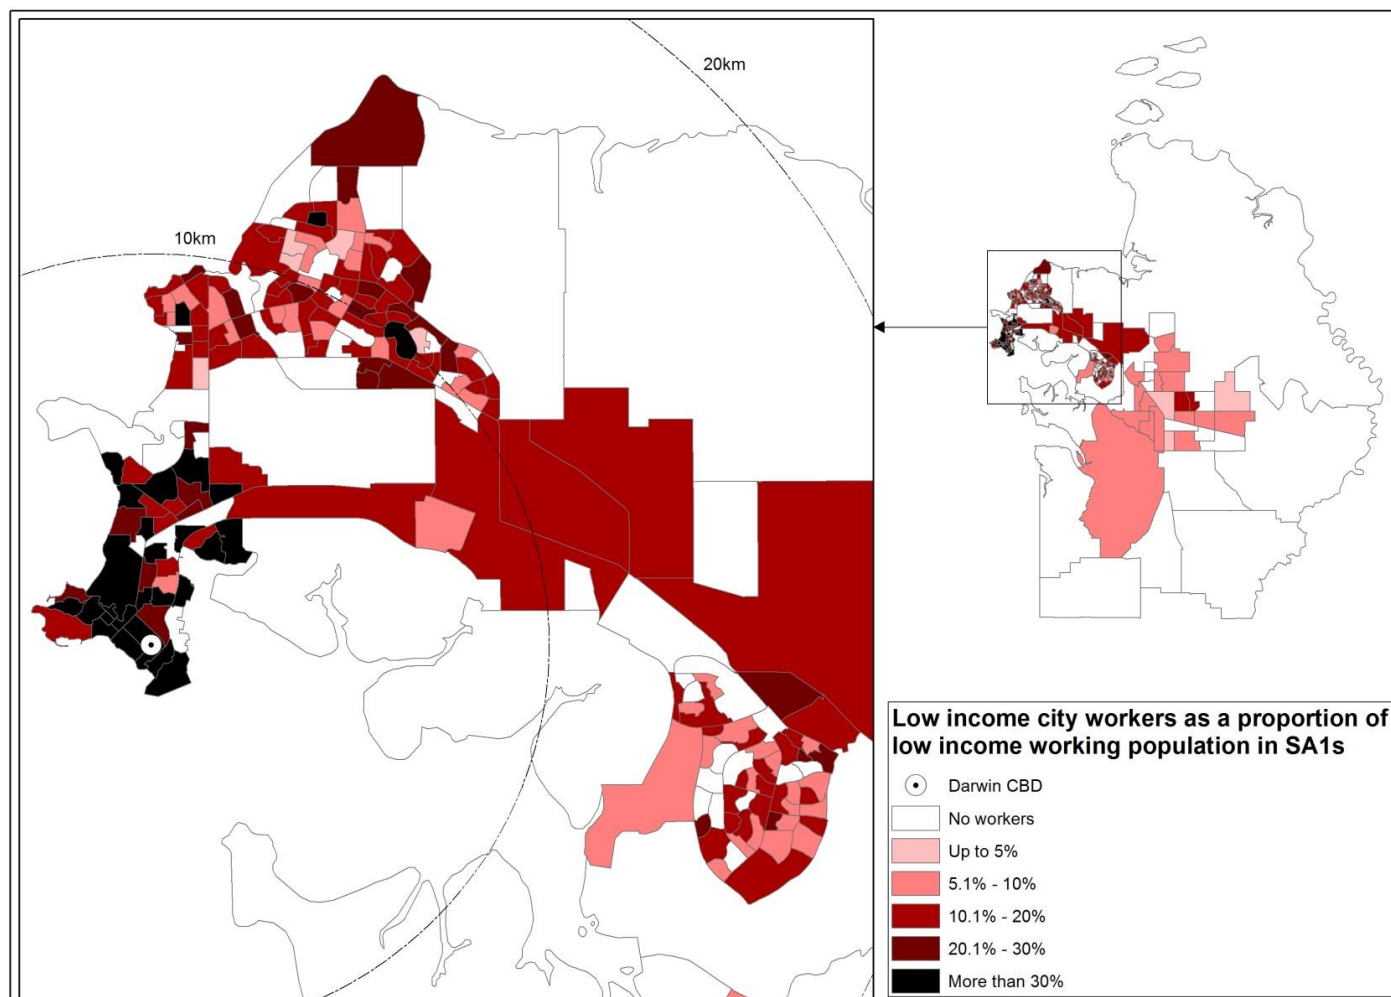 20km
10km
Low income city workers as a proportion of
low income working population in SA1s
Darwin CBD
No workers
Up to 5%
5.1% - 10%
10.1% - 20%
20.1% - 30%
More than 30%